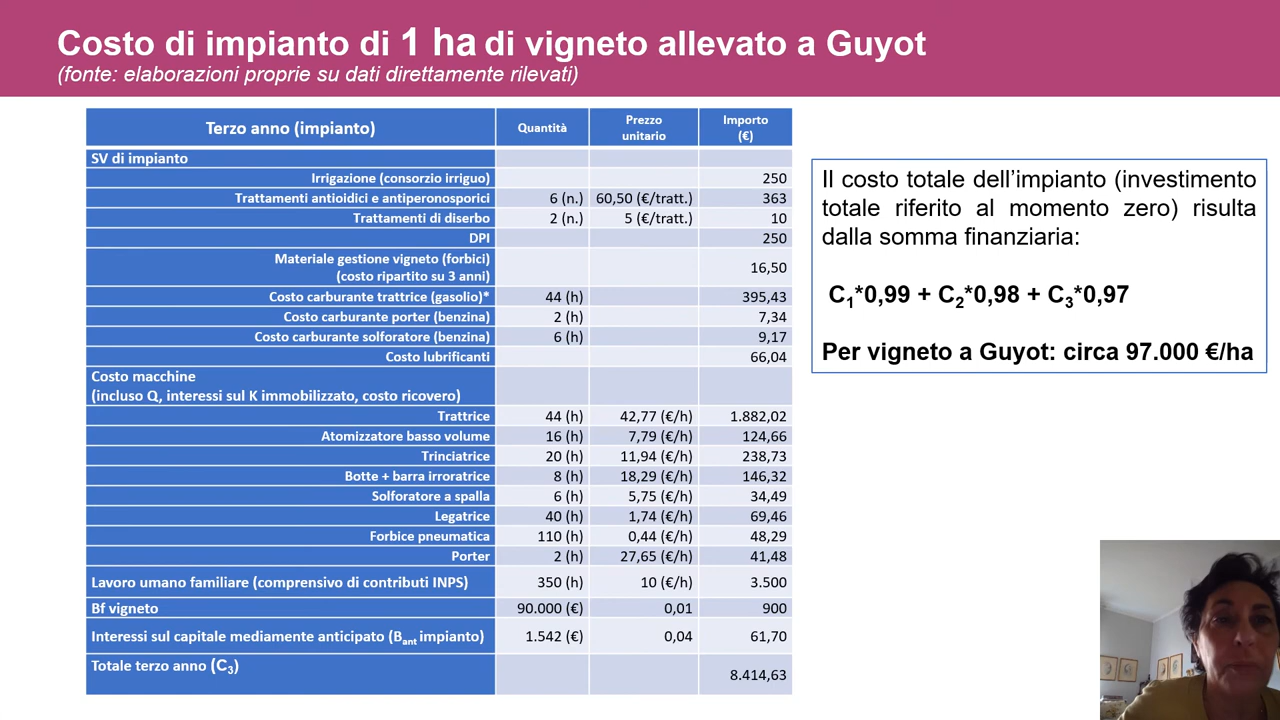 Costo di impianto di 1 ha di vigneto allevato a Guyot
(fonte: elaborazioni proprie su dati direttamente rilevati)
Terzo anno (impianto) Quantità Prezzo unitario Importo (€)
SV di impianto
Irrigazione (consorzio irriguo) 250
Trattamenti antioidici e antiperonosporici 6 (n.) 60,50 (€/tratt.) 363
Trattamenti di diserbo 2 (n.) 5 (€/tratt.) 10
DPI 250
Materiale gestione vigneto (forbici)
(costo ripartito su 3 anni) 16,50
Costo carburante trattrice (gasolio)* 44 (h) 395,43
Costo carburante porter (benzina) 2 (h) 7,34
Costo carburante solforatore (benzina) 6 (h) 9,17
Costo lubrificanti 66,04
Costo macchine
(incluso Q, interessi sul K immobilizzato, costo ricovero)
Trattrice 44 (h) 42,77 (€/h) 1.882,02
Atomizzatore basso volume 16 (h) 7,79 (€/h) 124,66
Trinciatrice 20 (h) 11,94 (€/h) 238,73
Botte + barra irroratrice 8 (h) 18,29 (€/h) 146,32
Solforatore a spalla 6 (h) 5,75 (€/h) 34,49
Legatrice 40 (h) 1,74 (€/h) 69,46
Forbice pneumatica 110 (h) 0,44 (€/h) 48,29
Porter 2 (h) 27,65 (€/h) 41,48
Lavoro umano familiare (comprensivo di contributi INPS) 350 (h) 10 (€/h) 3.500
Bf vigneto 90.000 (€) 0,01 900
Interessi sul capitale mediamente anticipato (Bant impianto) 1.542 (€) 0,04 61,70
Totale terzo anno (C3) 8.414,63
Il costo totale dell'impianto (investimento
totale riferito al momento zero) risulta
dalla somma finanziaria:
C1*0,99 + C2*0,98 + C3*0,97
Per vigneto a Guyot: circa 97.000 €/ha